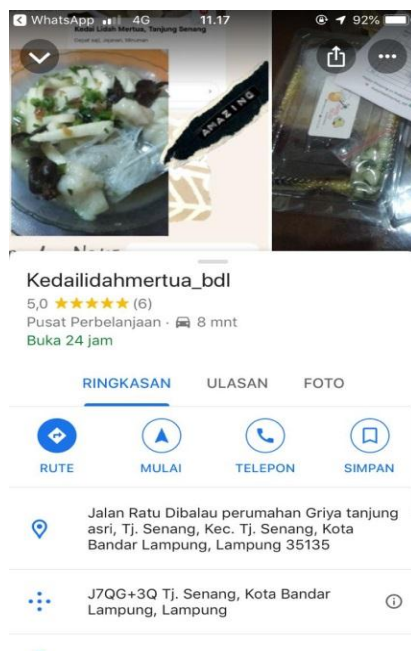 WhatsApp 4G 11.17 92%
Kedai Lidah Mertua, Tanjung Senang
AMAZING
Kedailidahmertua_bdl
5,0 (6)
Pusat Perbelanjaan · 8 mnt
Buka 24 jam
RINGKASAN ULASAN FOTO
RUTE MULAI TELEPON SIMPAN
Jalan Ratu Dibalau perumahan Griya tanjung
asri, Tj. Senang, Kec. Tj. Senang, Kota
Bandar Lampung, Lampung 35135
J7QG+3Q Tj. Senang, Kota Bandar
Lampung, Lampung